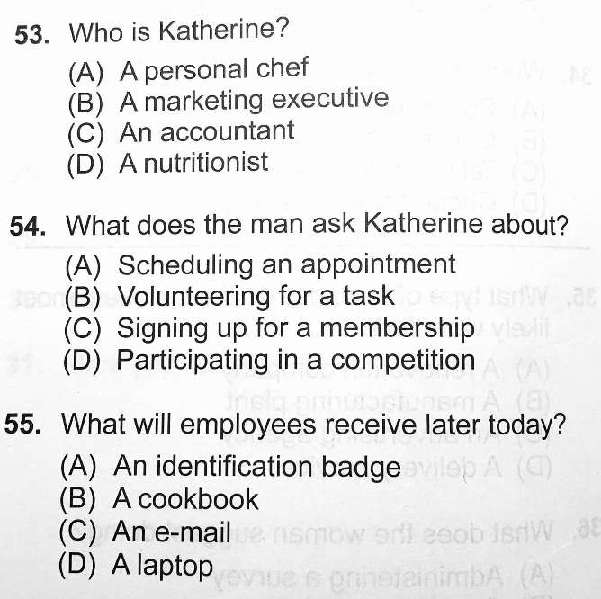 53. Who is Katherine?
(A) A personal chef
(B) A marketing executive
(C) An accountant
(D) A nutritionist
54. What does the man ask Katherine about?
(A) Scheduling an appointment
(B) Volunteering for a task
(C) Signing up for a membership
(D) Participating in a competition
55. What will employees receive later today?
(A) An identification badge
(B) A cookbook
(C) An e-mail
(D) A laptop